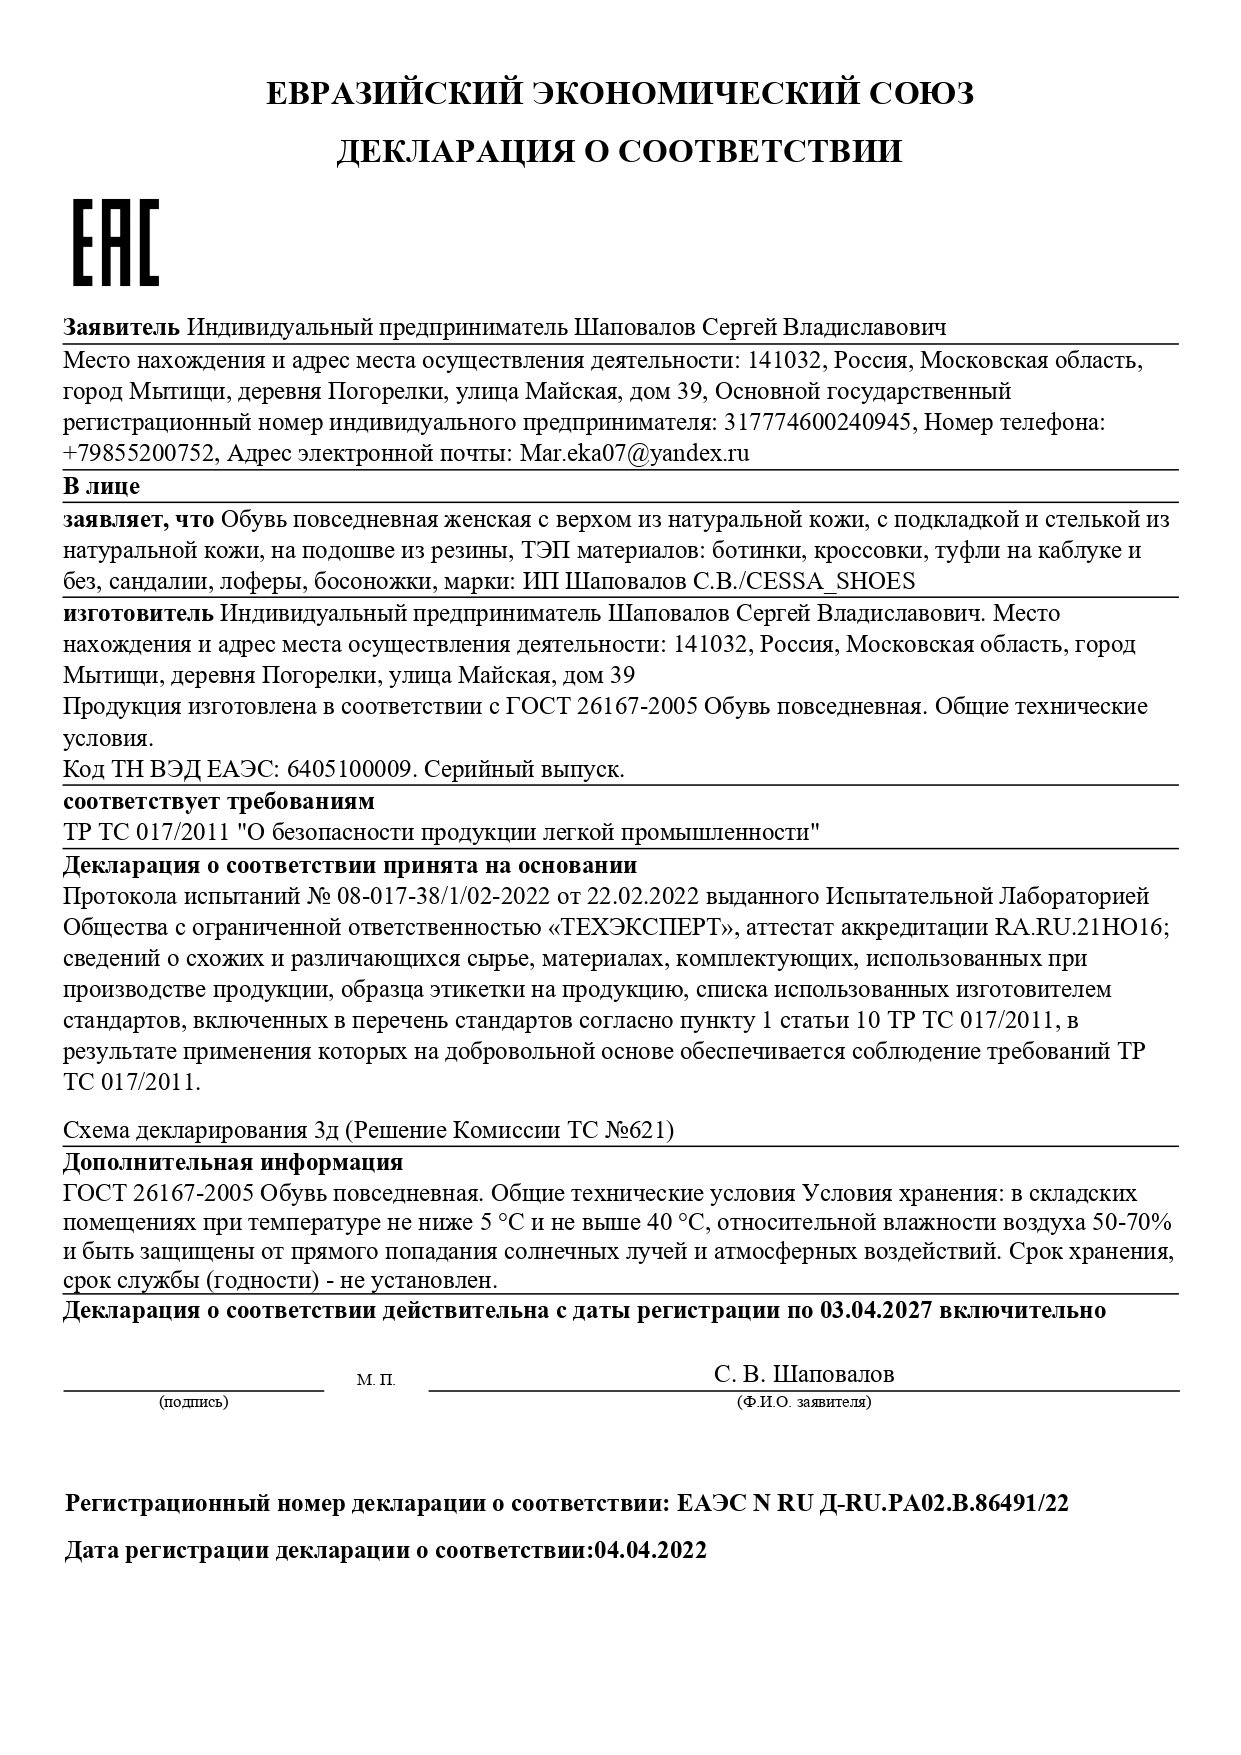 ЕВРАЗИЙСКИЙ ЭКОНОМИЧЕСКИЙ СОЮЗ
ДЕКЛАРАЦИЯ О СООТВЕТСТВИИ
ЕАС
Заявитель Индивидуальный предприниматель Шаповалов Сергей Владиславович
Место нахождения и адрес места осуществления деятельности: 141032, Россия, Московская область,
город Мытищи, деревня Погорелки, улица Майская, дом 39, Основной государственный
регистрационный номер индивидуального предпринимателя: 317774600240945, Номер телефона:
+79855200752, Адрес электронной почты: Mar.eka07@yandex.ru
В лице
заявляет, что Обувь повседневная женская с верхом из натуральной кожи, с подкладкой и стелькой из
натуральной кожи, на подошве из резины, ТЭП материалов: ботинки, кроссовки, туфли на каблуке и
без, сандалии, лоферы, босоножки, марки: ИП Шаповалов С.В./CESSA_SHOES
изготовитель Индивидуальный предприниматель Шаповалов Сергей Владиславович. Место
нахождения и адрес места осуществления деятельности: 141032, Россия, Московская область, город
Мытищи, деревня Погорелки, улица Майская, дом 39
Продукция изготовлена в соответствии с ГОСТ 26167-2005 Обувь повседневная. Общие технические
условия.
Код ТН ВЭД ЕАЭС: 6405100009. Серийный выпуск.
соответствует требованиям
ТР ТС 017/2011 "О безопасности продукции легкой промышленности"
Декларация о соответствии принята на основании
Протокола испытаний № 08-017-38/1/02-2022 от 22.02.2022 выданного Испытательной Лабораторией
Общества с ограниченной ответственностью «ТЕХЭКСПЕРТ», аттестат аккредитации RA.RU.21НО16;
сведений о схожих и различающихся сырье, материалах, комплектующих, использованных при
производстве продукции, образца этикетки на продукцию, списка использованных изготовителем
стандартов, включенных в перечень стандартов согласно пункту 1 статьи 10 ТР ТС 017/2011, в
результате применения которых на добровольной основе обеспечивается соблюдение требований ТР
ТС 017/2011.
Схема декларирования 3д (Решение Комиссии ТС №621)
Дополнительная информация
ГОСТ 26167-2005 Обувь повседневная. Общие технические условия Условия хранения: в складских
помещениях при температуре не ниже 5 °С и не выше 40 °С, относительной влажности воздуха 50-70%
и быть защищены от прямого попадания солнечных лучей и атмосферных воздействий. Срок хранения,
срок службы (годности) - не установлен.
Декларация о соответствии действительна с даты регистрации по 03.04.2027 включительно
М. П. С. В. Шаповалов
(подпись) (Ф.И.О. заявителя)
Регистрационный номер декларации о соответствии: ЕАЭС N RU Д-RU.РА02.В.86491/22
Дата регистрации декларации о соответствии:04.04.2022